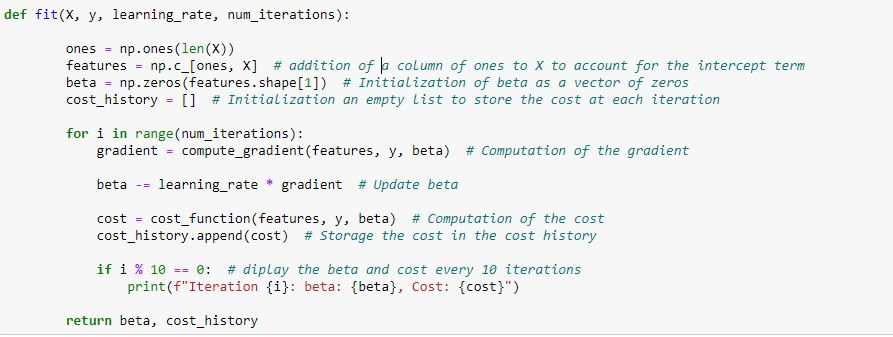 def fit(X, y, learning_rate, num_iterations):
ones = np.ones(len(X))
features = np.c_[ones, X]  # addition of a column of ones to X to account for the intercept term
beta = np.zeros(features.shape[1])  # Initialization of beta as a vector of zeros
cost_history = []  # Initialization an empty list to store the cost at each iteration
for i in range(num_iterations):
gradient = compute_gradient(features, y, beta)  # Computation of the gradient
beta -= learning_rate * gradient  # Update beta
cost = cost_function(features, y, beta)  # Computation of the cost
cost_history.append(cost)  # Storage the cost in the cost history
if i % 10 == 0:  # diplay the beta and cost every 10 iterations
print(f"Iteration {i}: beta: {beta}, Cost: {cost}")
return beta, cost_history